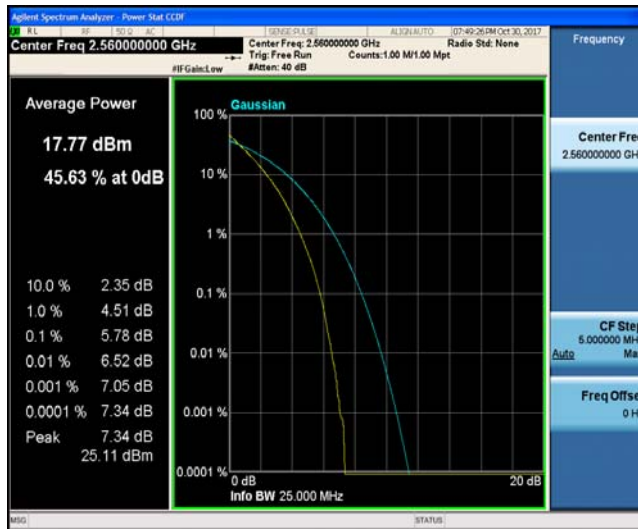 Agilent Spectrum Analyzer - Power Stat CCDF
RL RF 50 Ω AC SENSE:PULSE ALIGN AUTO 07:49:26 PM Oct 30, 2017
Center Freq 2.560000000 GHz
Center Freq: 2.560000000 GHz Radio Std: None
Trig: Free Run Counts:1.00 M/1.00 Mpt
#IFGain:Low #Atten: 40 dB
Frequency
Average Power
17.77 dBm
45.63 % at 0dB
10.0 % 2.35 dB
1.0 % 4.51 dB
0.1 % 5.78 dB
0.01 % 6.52 dB
0.001 % 7.05 dB
0.0001 % 7.34 dB
Peak 7.34 dB
25.11 dBm
Gaussian
100 %
10 %
1 %
0.1 %
0.01 %
0.001 %
0.0001 %
0 dB 20 dB
Info BW 25.000 MHz
Center Fre
2.560000000 GH
CF Ste
5.000000 MH
Auto Ma
Freq Offse
0 H
MSG STATUS